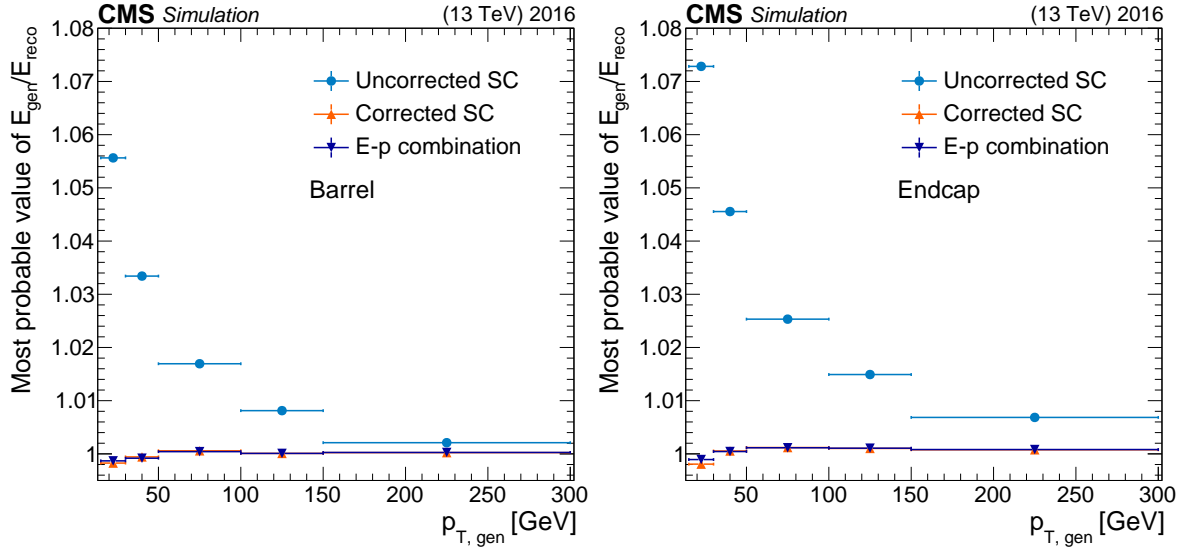 CMS Simulation (13 TeV) 2016
Most probable value of E_gen/E_reco
1.08
1.07
1.06
1.05
1.04
1.03
1.02
1.01
1
Uncorrected SC
Corrected SC
E-p combination
Barrel
50 100 150 200 250 300
p_T, gen [GeV]
CMS Simulation (13 TeV) 2016
Most probable value of E_gen/E_reco
1.08
1.07
1.06
1.05
1.04
1.03
1.02
1.01
1
Uncorrected SC
Corrected SC
E-p combination
Endcap
50 100 150 200 250 300
p_T, gen [GeV]